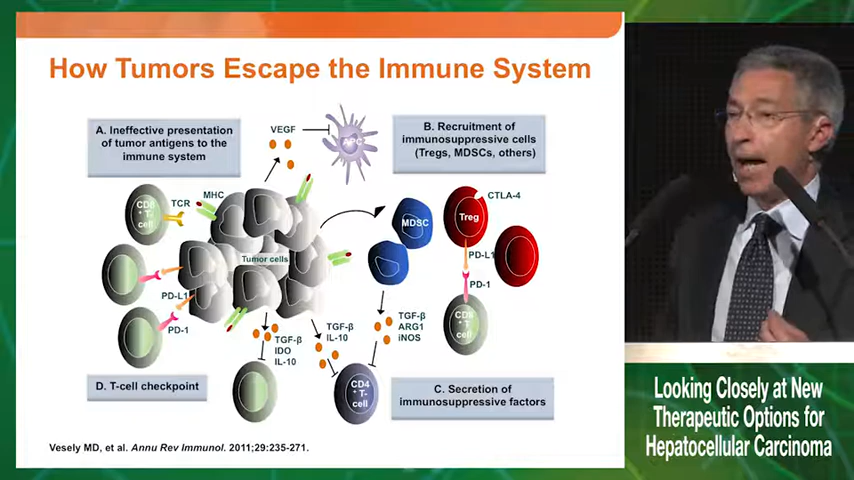 How Tumors Escape the Immune System
A. Ineffective presentation
of tumor antigens to the
immune system
VEGF
APC
B. Recruitment of
immunosuppressive cells
(Tregs, MDSCs, others)
CD8
+ T-
cell
TCR
MHC
MDSC
CTLA-4
Treg
Tumor cells
PD-L1
PD-1
PD-L1
PD-1
TGF-β
IDO
IL-10
TGF-β
IL-10
TGF-β
ARG1
iNOS
CD8
+ T-
cell
CD4
+ T-
cell
D. T-cell checkpoint
C. Secretion of
immunosuppressive factors
Vesely MD, et al. Annu Rev Immunol. 2011;29:235-271.
Looking Closely at New
Therapeutic Options for
Hepatocellular Carcinoma